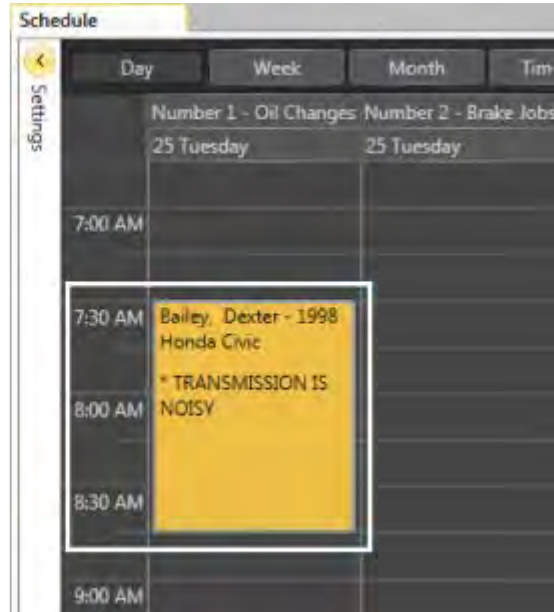 Schedule
Settings
Day Week Month Tim
Number 1 - Oil Changes Number 2 - Brake Jobs
25 Tuesday 25 Tuesday
7:00 AM
7:30 AM
Bailey, Dexter - 1998
Honda Civic
* TRANSMISSION IS
NOISY
8:00 AM
8:30 AM
9:00 AM